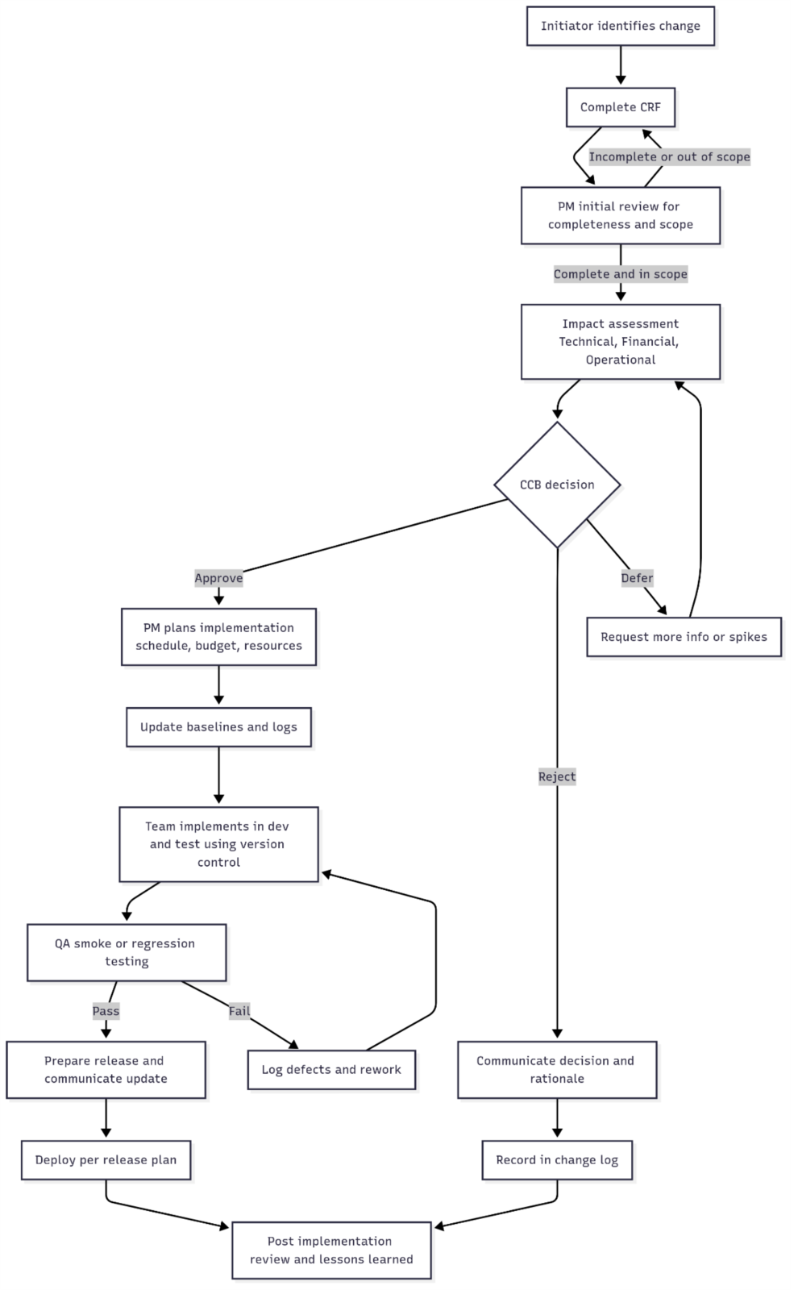 Initiator identifies change
Complete CRF
Incomplete or out of scope
PM initial review for
completeness and scope
Complete and in scope
Impact assessment
Technical, Financial,
Operational
CCB decision
Approve
Defer
PM plans implementation
schedule, budget, resources
Request more info or spikes
Update baselines and logs
Reject
Team implements in dev
and test using version
control
QA smoke or regression
testing
Pass
Fail
Prepare release and
communicate update
Log defects and rework
Communicate decision and
rationale
Deploy per release plan
Record in change log
Post implementation
review and lessons learned